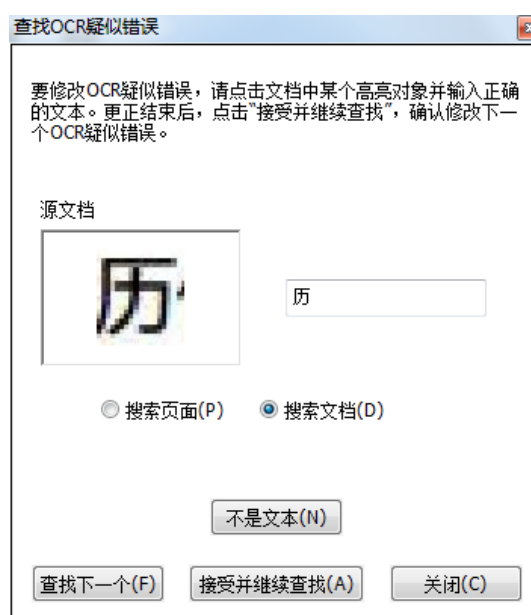 查找OCR疑似错误
要修改OCR疑似错误，请点击文档中某个高亮对象并输入正确
的文本。更正结束后，点击“接受并继续查找”，确认修改下一
个OCR疑似错误。
源文档
历
历
搜索页面(P) 搜索文档(D)
不是文本(N)
查找下一个(F) 接受并继续查找(A) 关闭(C)